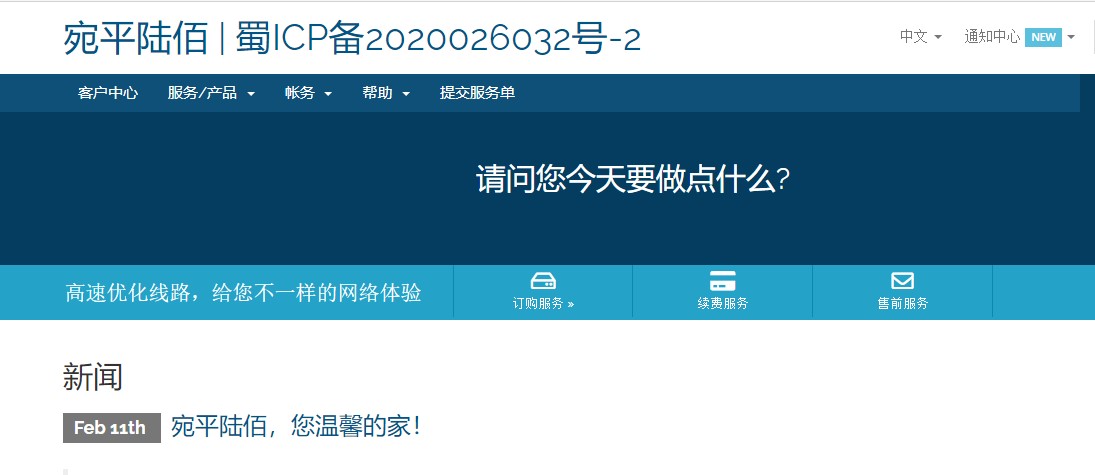 宛平陆佰 | 蜀ICP备2020026032号-2
中文 通知中心 NEW
客户中心 服务/产品 帐务 帮助 提交服务单
请问您今天要做点什么?
高速优化线路，给您不一样的网络体验
订购服务 » 续费服务 售前服务
新闻
Feb 11th 宛平陆佰，您温馨的家！